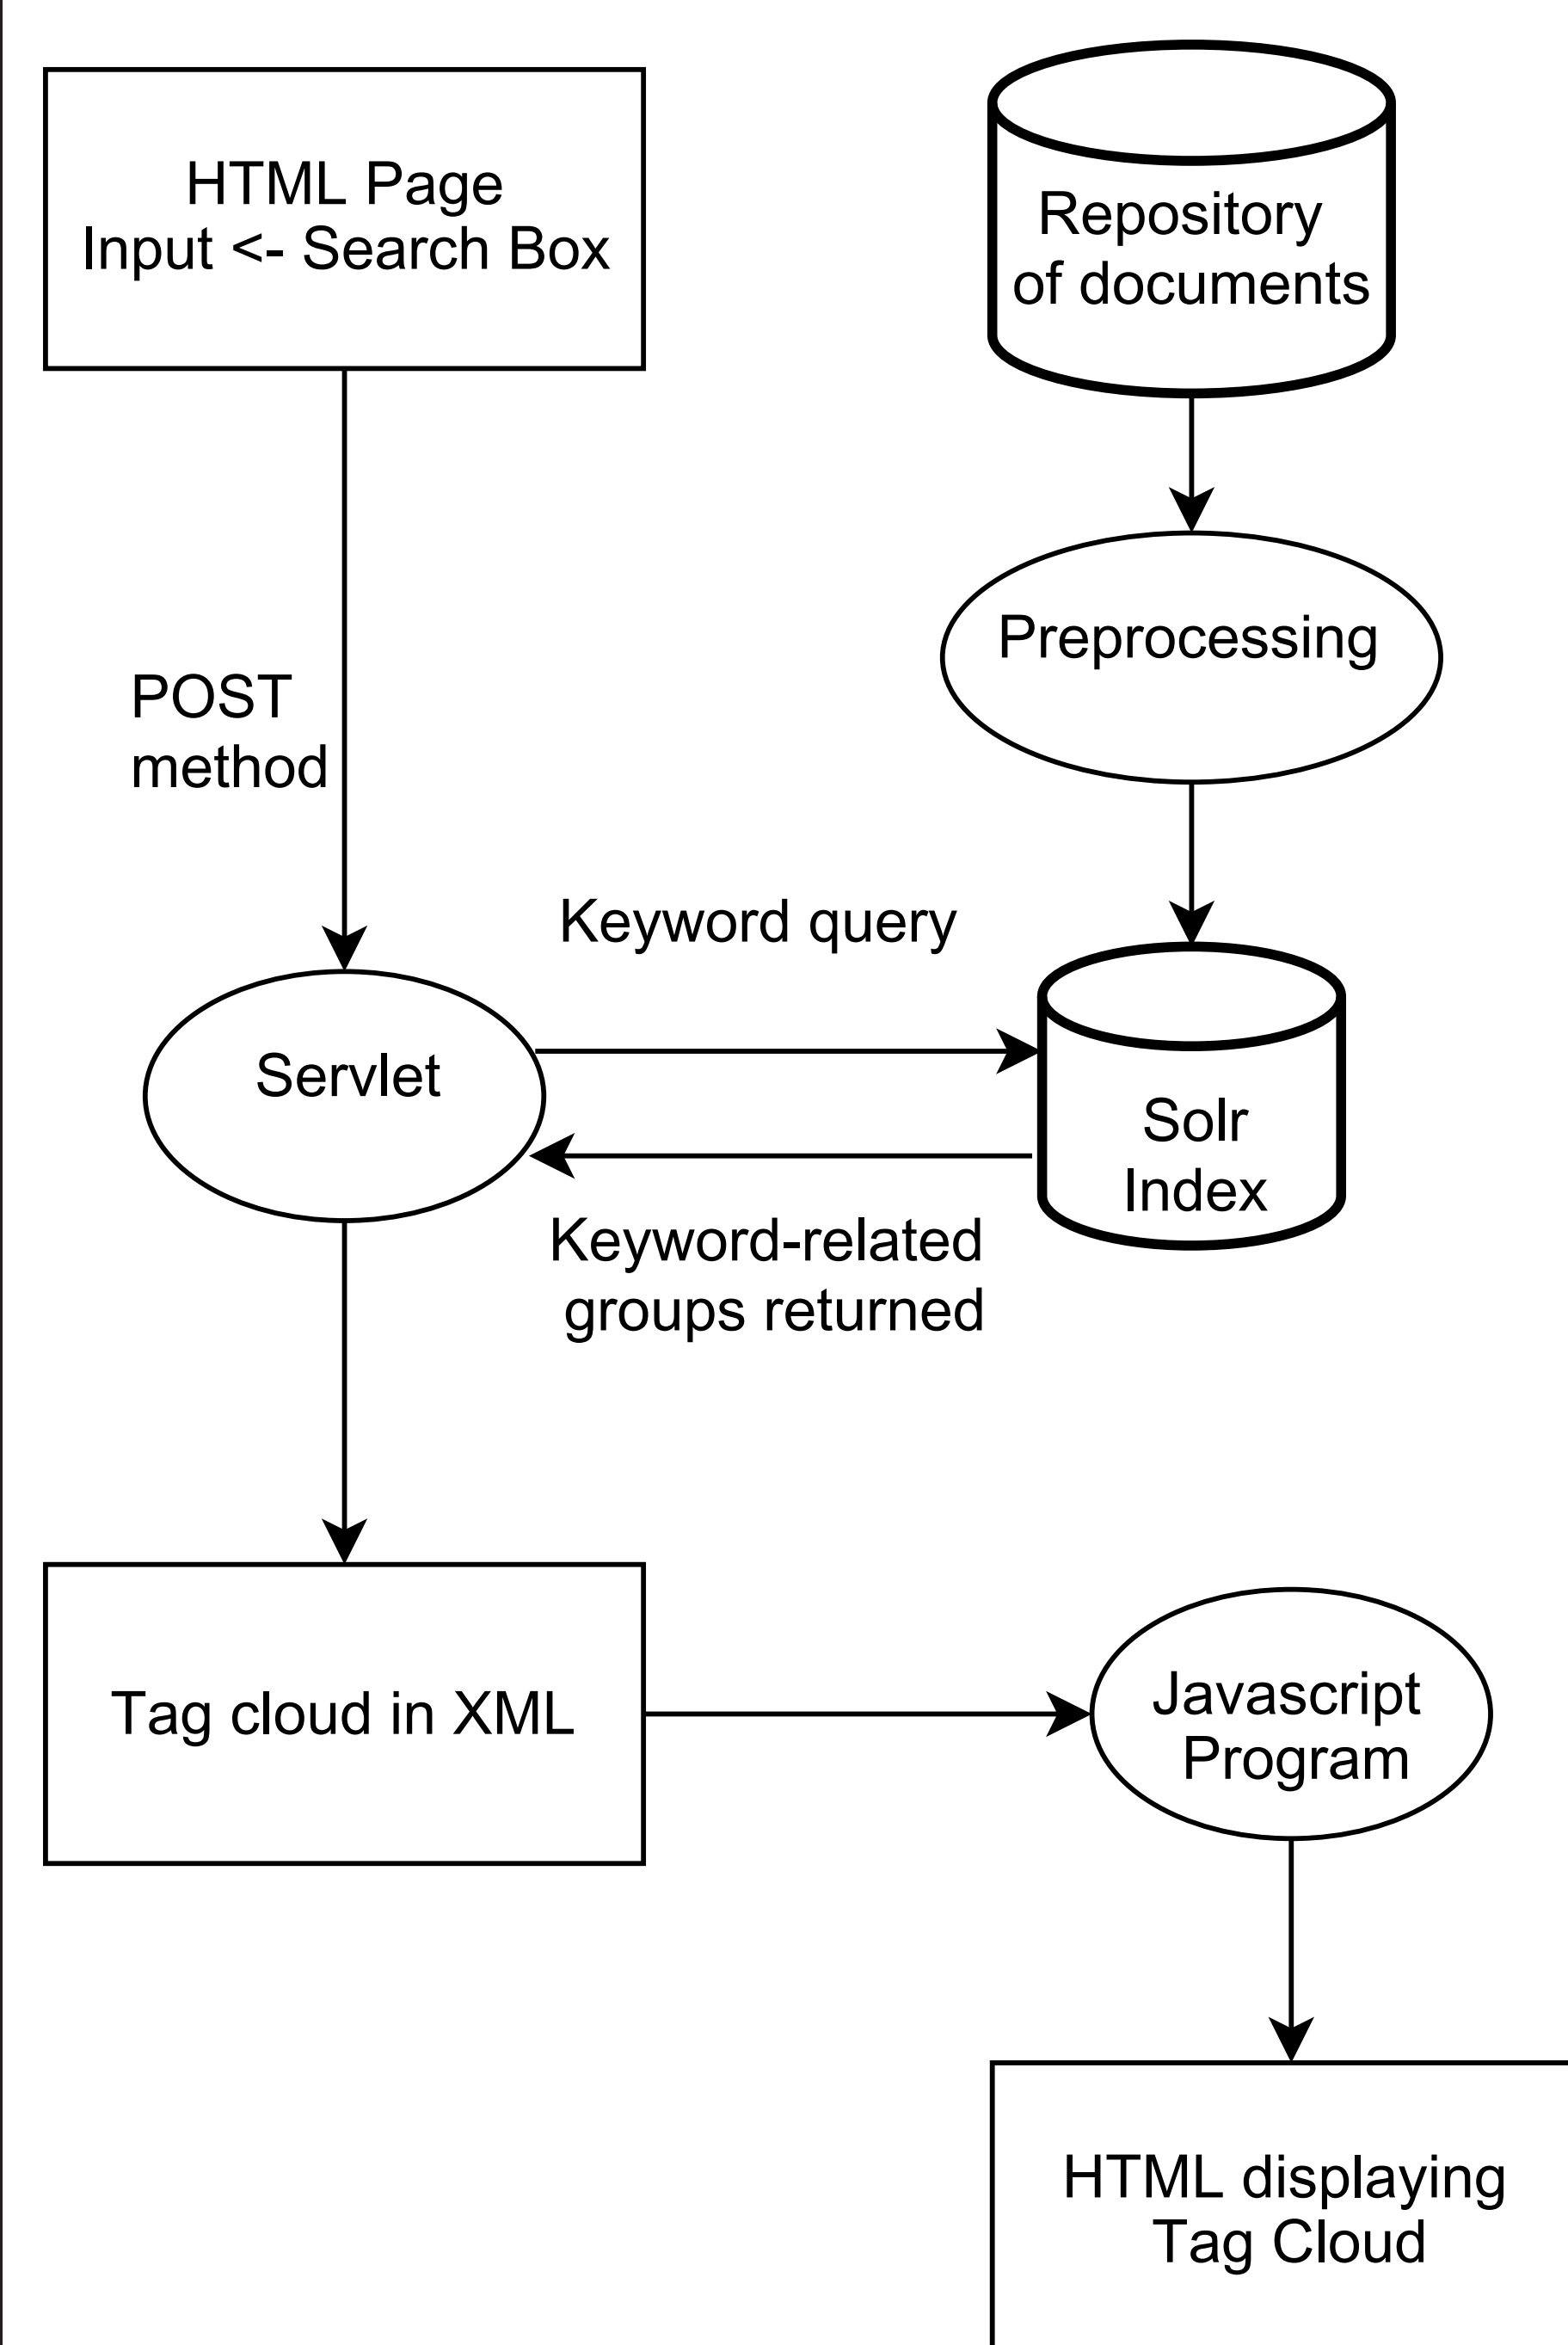 HTML Page
Input <- Search Box
Repository
of documents
Preprocessing
POST
method
Keyword query
Servlet
Solr
Index
Keyword-related
groups returned
Tag cloud in XML
Javascript
Program
HTML displaying
Tag Cloud